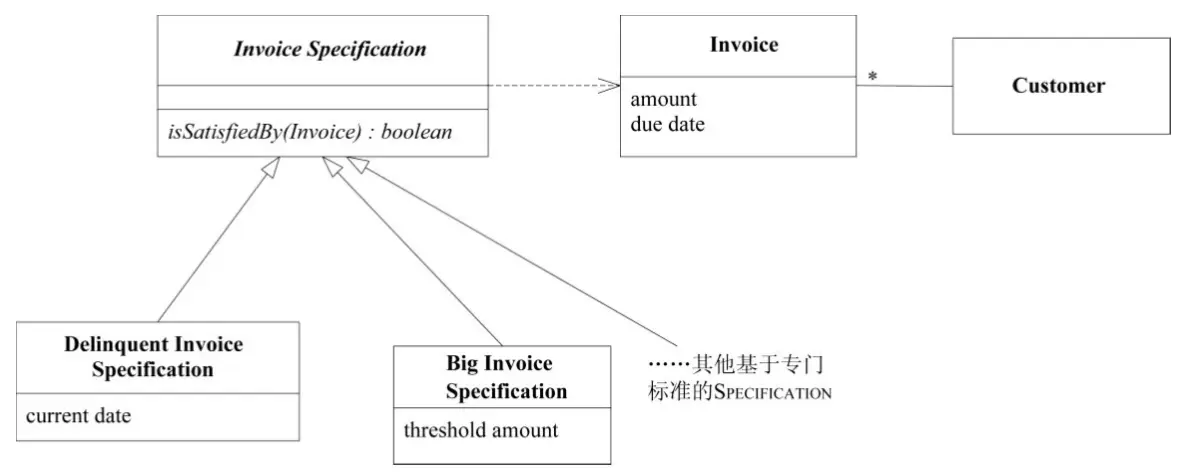 Invoice Specification
isSatisfiedBy(Invoice) : boolean
Invoice
amount
due date
*
Customer
Delinquent Invoice
Specification
current date
Big Invoice
Specification
threshold amount
……其他基于专门
标准的SPECIFICATION